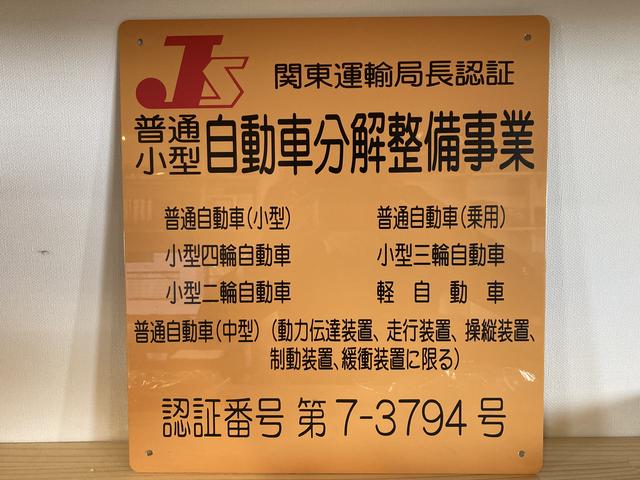 JS 関東運輸局長認証
普通
小型 自動車分解整備事業
普通自動車(小型) 普通自動車(乗用)
小型四輪自動車 小型三輪自動車
小型二輪自動車 軽自動車
普通自動車(中型) (動力伝達装置、走行装置、操縦装置、
制動装置、緩衝装置に限る)
認証番号 第7-3794号